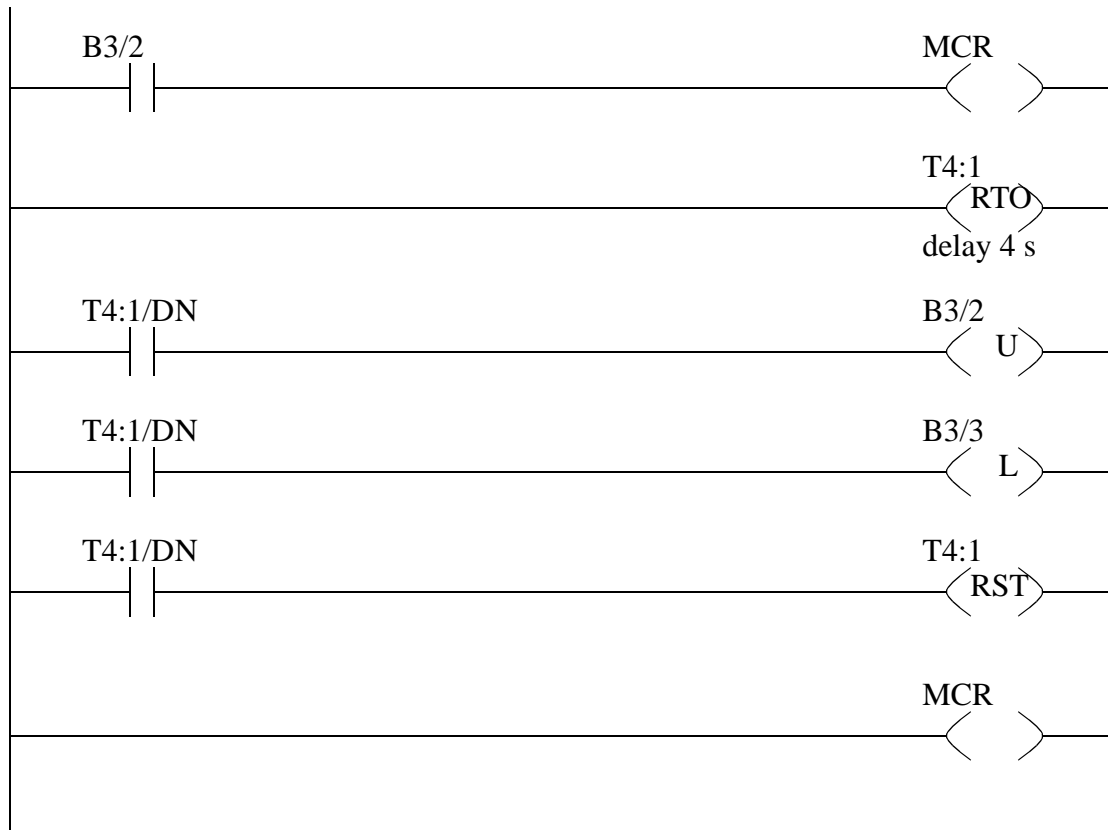 B3/2 MCR
T4:1
RTO
delay 4 s
T4:1/DN B3/2
U
T4:1/DN B3/3
L
T4:1/DN T4:1
RST
MCR